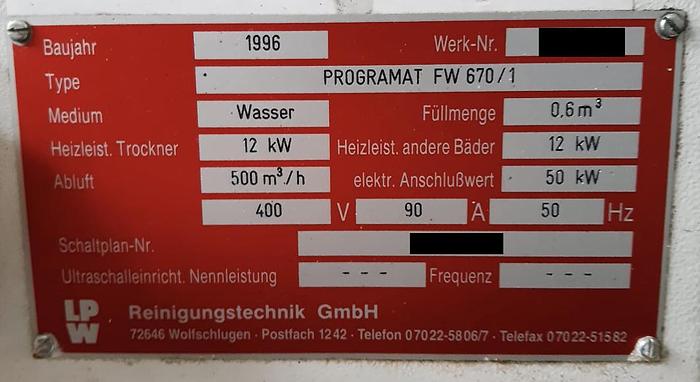 Baujahr 1996 Werk-Nr.
Type PROGRAMAT FW 670/1
Medium Wasser Füllmenge 0,6 m³
Heizleist. Trockner 12 kW Heizleist. andere Bäder 12 kW
Abluft 500 m³/h elektr. Anschlußwert 50 kW
400 V 90 A 50 Hz
Schaltplan-Nr.
Ultraschalleinricht. Nennleistung - - - Frequenz - - -
LPW Reinigungstechnik GmbH
72646 Wolfschlugen · Postfach 1242 · Telefon 07022-5806/7 · Telefax 07022-51582